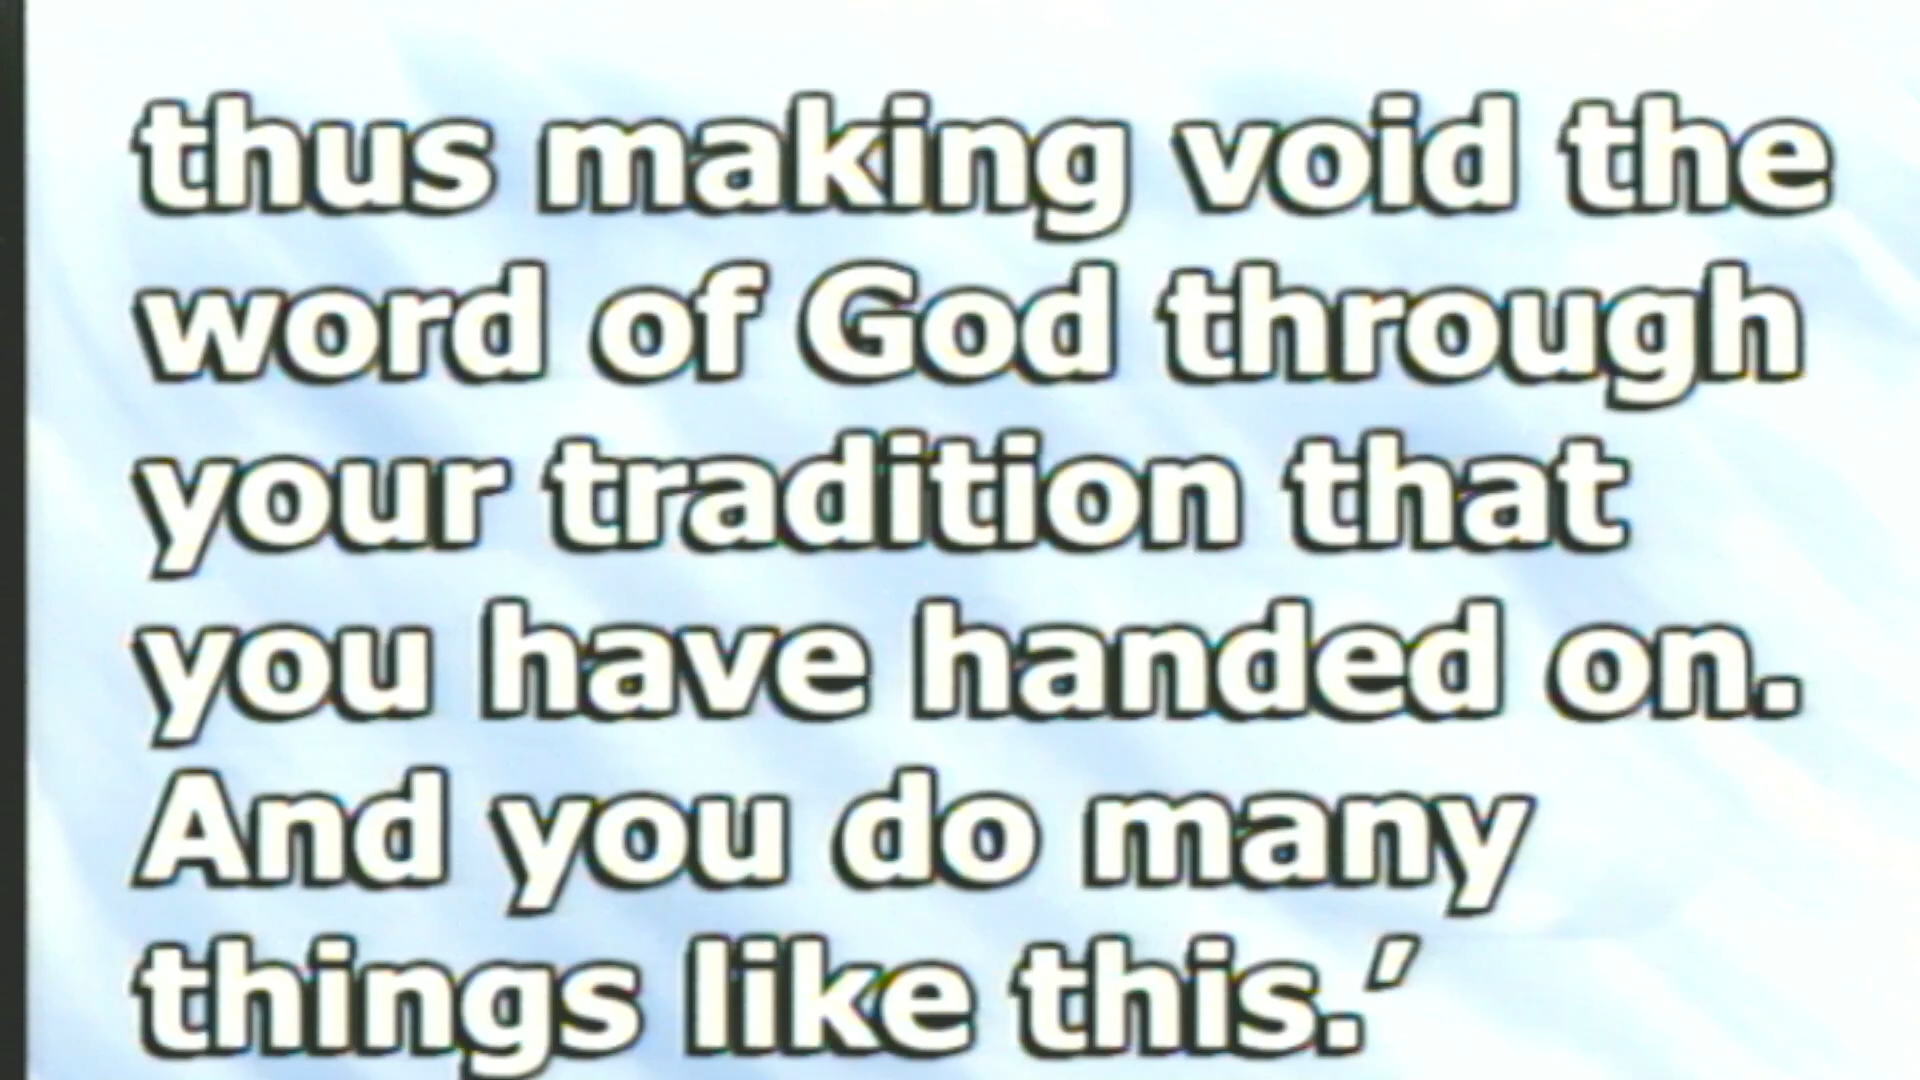 thus making void the
word of God through
your tradition that
you have handed on.
And you do many
things like this.’